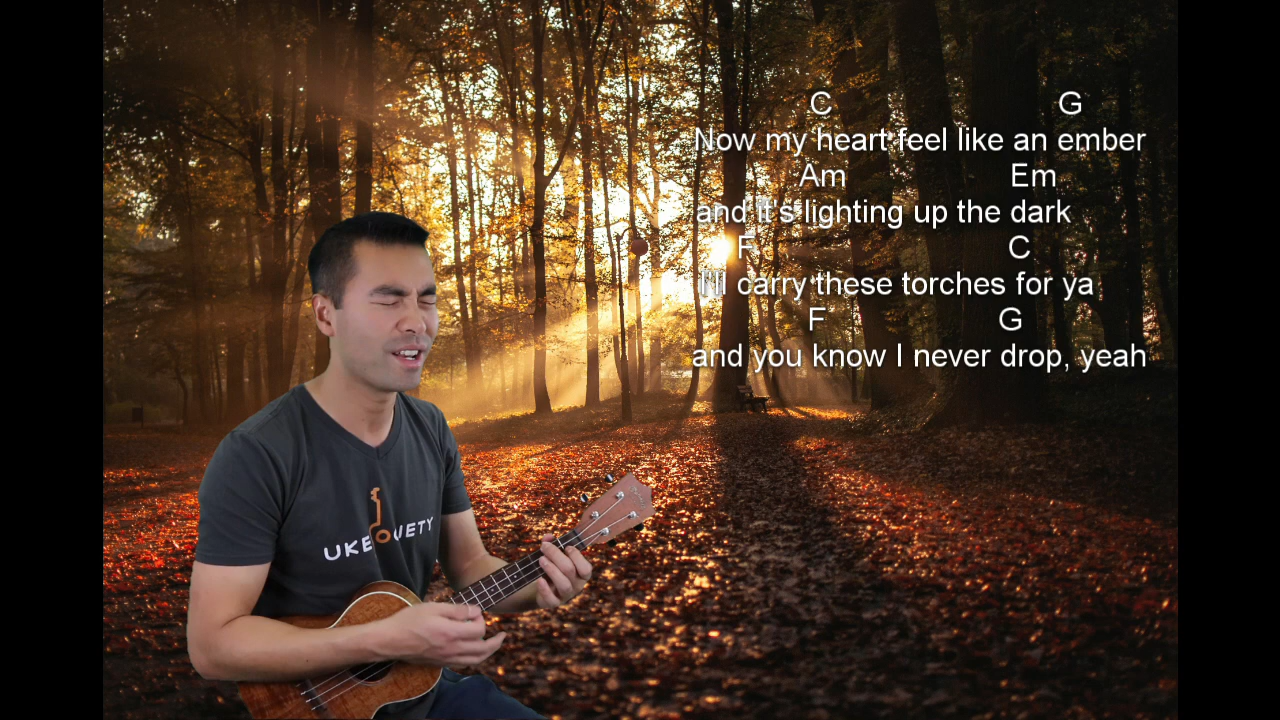 C G
Now my heart feel like an ember
Am Em
and it's lighting up the dark
F C
I'll carry these torches for ya
F G
and you know I never drop, yeah